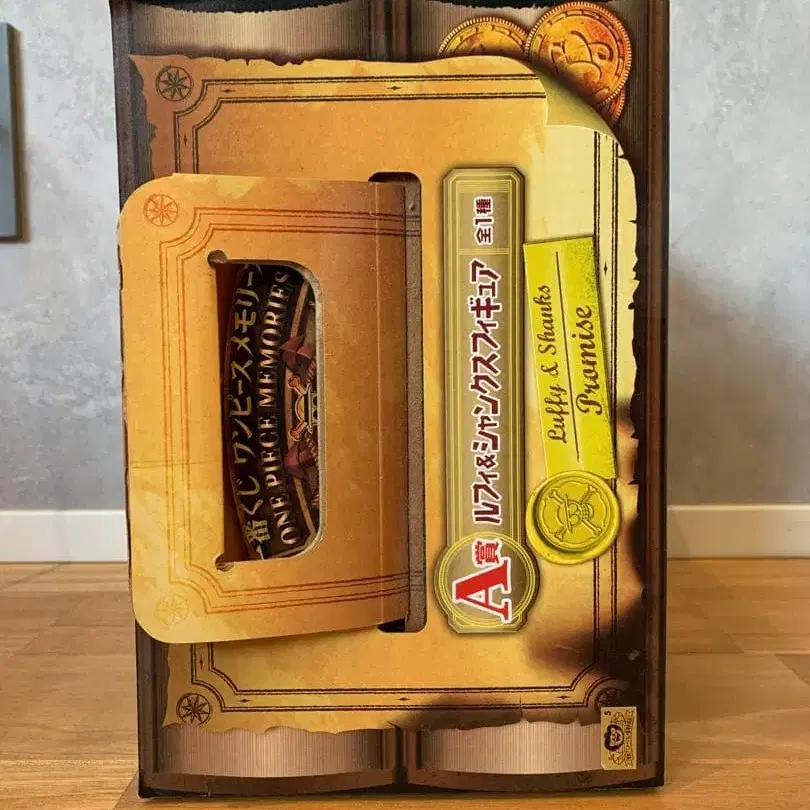 一番くじ ワンピース メモリーズ
ONE PIECE MEMORIES
A賞 ルフィ&シャンクスフィギュア 全1種
Luffy & Shanks
Promise
5